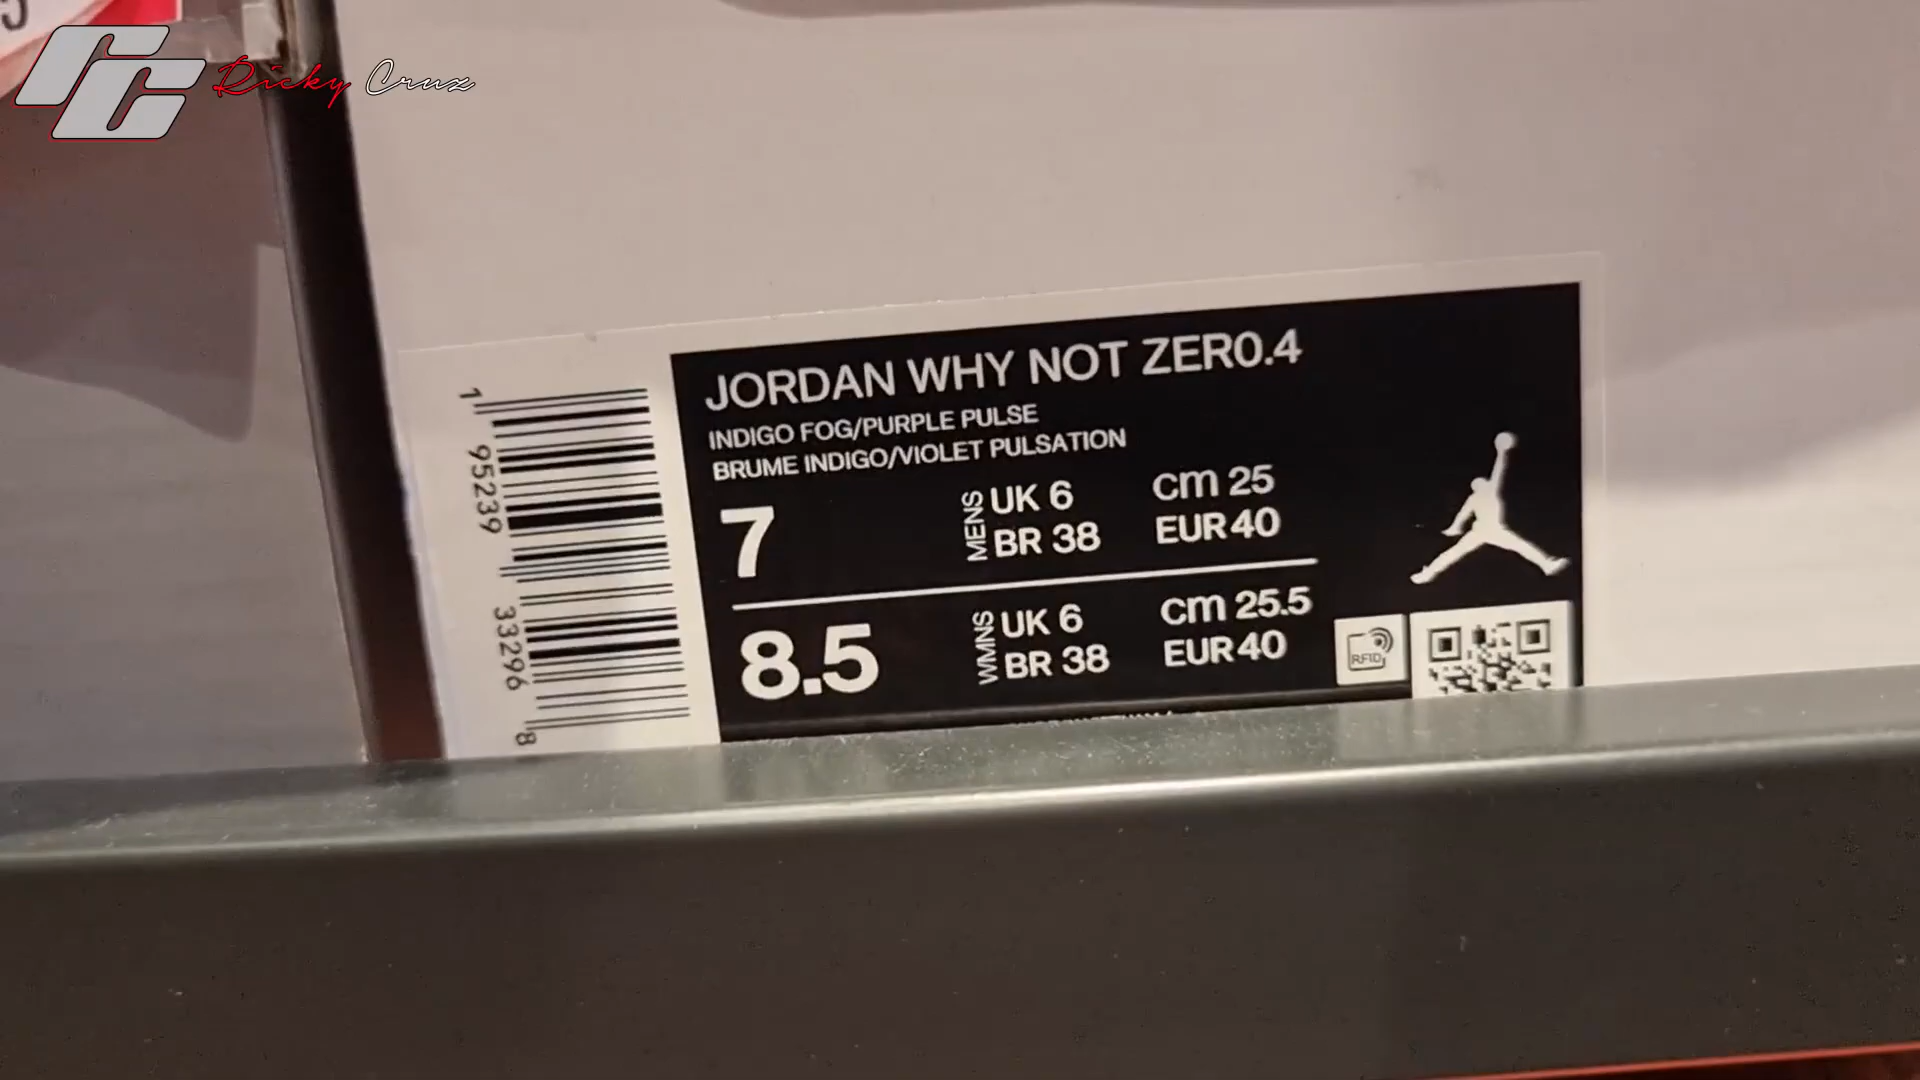 5
Ricky Cruz
JORDAN WHY NOT ZER0.4
INDIGO FOG/PURPLE PULSE
BRUME INDIGO/VIOLET PULSATION
7
MENS
UK 6
cm 25
BR 38
EUR 40
8.5
WMNS
UK 6
cm 25.5
BR 38
EUR 40
RFID
1 95239 33296 8